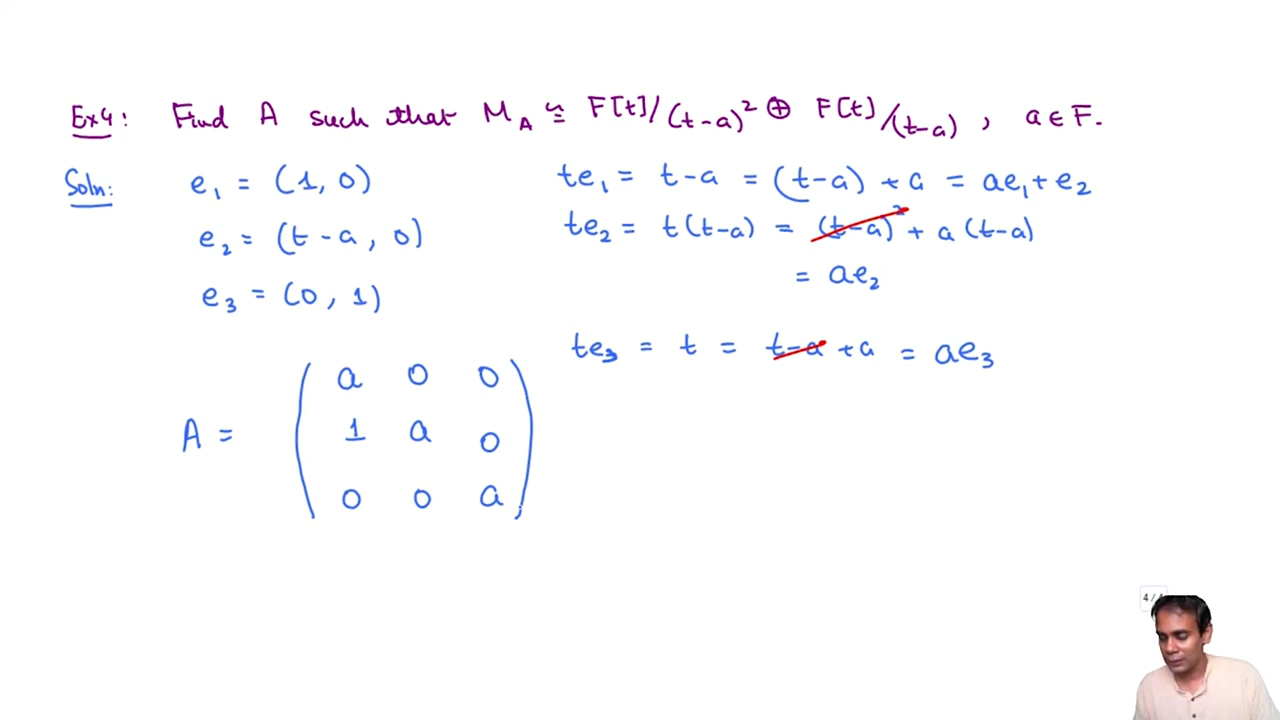 Ex4: Find A such that M_A ≅ F[t]/(t-a)² ⊕ F[t]/(t-a) , a ∈ F.
Soln: e₁ = (1, 0) te₁ = t-a = (t-a) + a = ae₁ + e₂
e₂ = (t-a, 0) te₂ = t(t-a) = (t-a)² + a(t-a)
= ae₂
e₃ = (0, 1)
te₃ = t = t-a + a = ae₃
A = ( a 0 0
1 a 0
0 0 a )